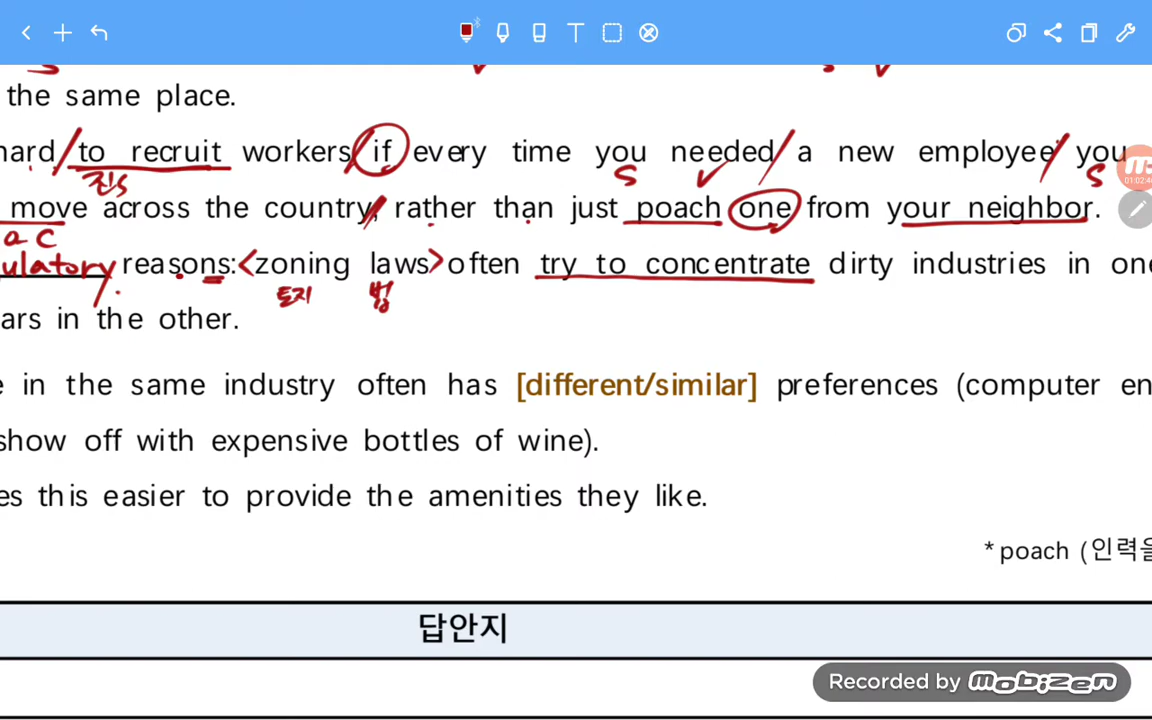 the same place.
hard to recruit workers if every time you needed a new employee you
move across the country, rather than just poach one from your neighbor.
ulatory reasons: <zoning laws> often try to concentrate dirty industries in one
ars in the other.
e in the same industry often has [different/similar] preferences (computer en
show off with expensive bottles of wine).
es this easier to provide the amenities they like.
* poach (인력을
답안지
Recorded by mobizen